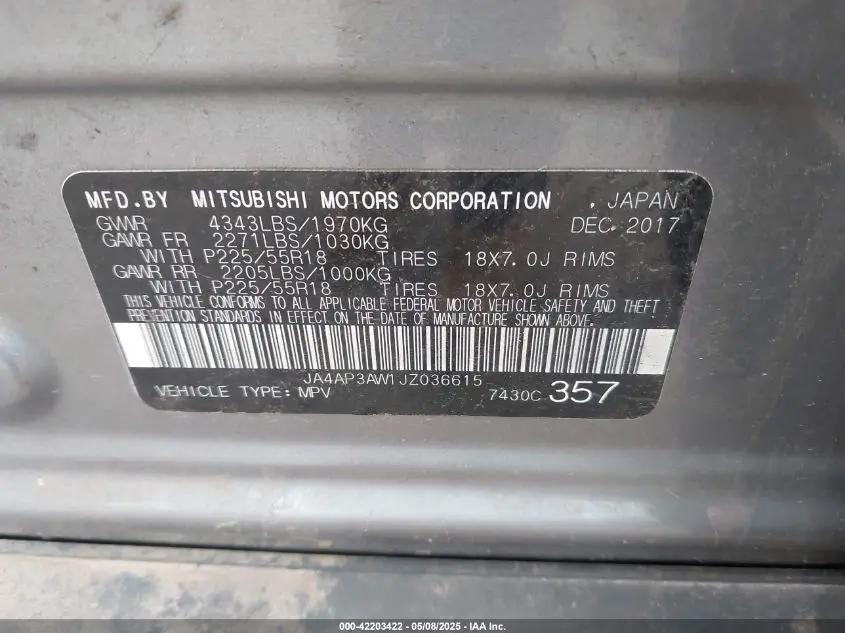 MFD.BY MITSUBISHI MOTORS CORPORATION , JAPAN
GVWR 4343LBS/1970KG DEC. 2017
GAWR FR 2271LBS/1030KG
WITH P225/55R18 TIRES 18X7.0J RIMS
GAWR RR 2205LBS/1000KG
WITH P225/55R18 TIRES 18X7.0J RIMS
THIS VEHICLE CONFORMS TO ALL APPLICABLE FEDERAL MOTOR VEHICLE SAFETY AND THEFT
PREVENTION STANDARDS IN EFFECT ON THE DATE OF MANUFACTURE SHOWN ABOVE.
JA4AP3AW1JZ036615
VEHICLE TYPE: MPV 7430C 357
000-42203422 - 05/08/2025 - IAA Inc.